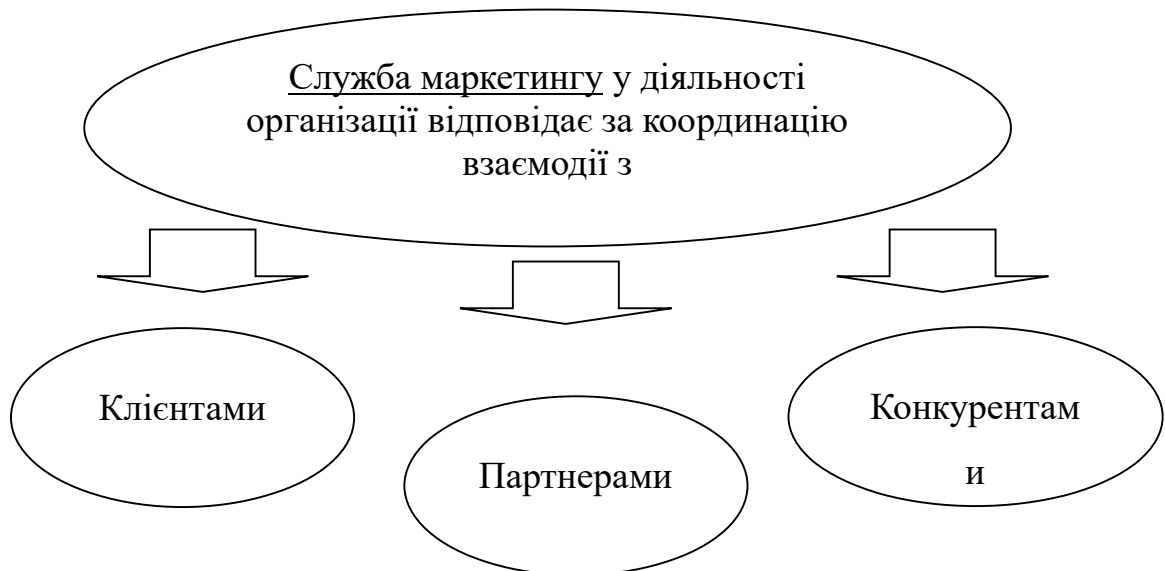 Служба маркетингу у діяльності
організації відповідає за координацію
взаємодії з
Клієнтами
Партнерами
Конкурентам
и